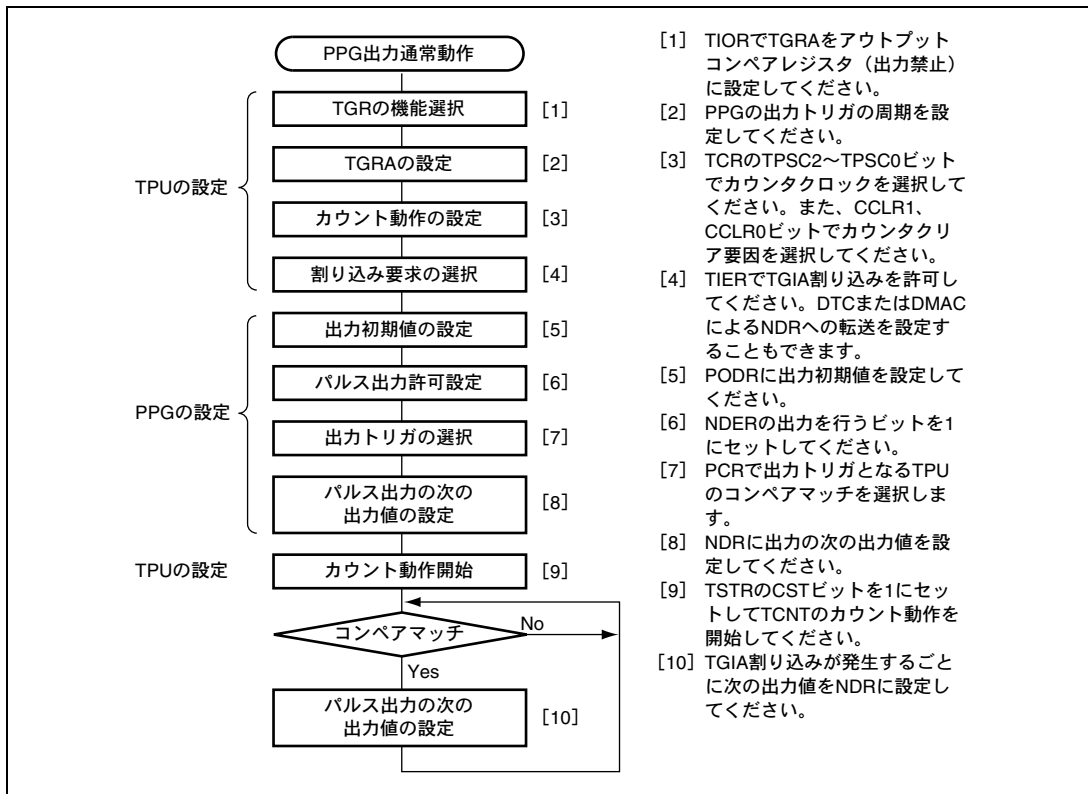 PPG出力通常動作
TPUの設定
TGRの機能選択
[1]
TGRAの設定
[2]
カウント動作の設定
[3]
割り込み要求の選択
[4]
PPGの設定
出力初期値の設定
[5]
パルス出力許可設定
[6]
出力トリガの選択
[7]
パルス出力の次の
出力値の設定
[8]
TPUの設定
カウント動作開始
[9]
コンペアマッチ
No
Yes
パルス出力の次の
出力値の設定
[10]
[1] TIORでTGRAをアウトプット
コンペアレジスタ（出力禁止）
に設定してください。
[2] PPGの出力トリガの周期を設
定してください。
[3] TCRのTPSC2～TPSC0ビット
でカウンタクロックを選択して
ください。また、CCLR1、
CCLR0ビットでカウンタクリ
ア要因を選択してください。
[4] TIERでTGIA割り込みを許可し
てください。DTCまたはDMAC
によるNDRへの転送を設定す
ることもできます。
[5] PODRに出力初期値を設定して
ください。
[6] NDERの出力を行うビットを1
にセットしてください。
[7] PCRで出力トリガとなるTPU
のコンペアマッチを選択しま
す。
[8] NDRに出力の次の出力値を設
定してください。
[9] TSTRのCSTビットを1にセッ
トしてTCNTのカウント動作を
開始してください。
[10] TGIA割り込みが発生するごと
に次の出力値をNDRに設定し
てください。